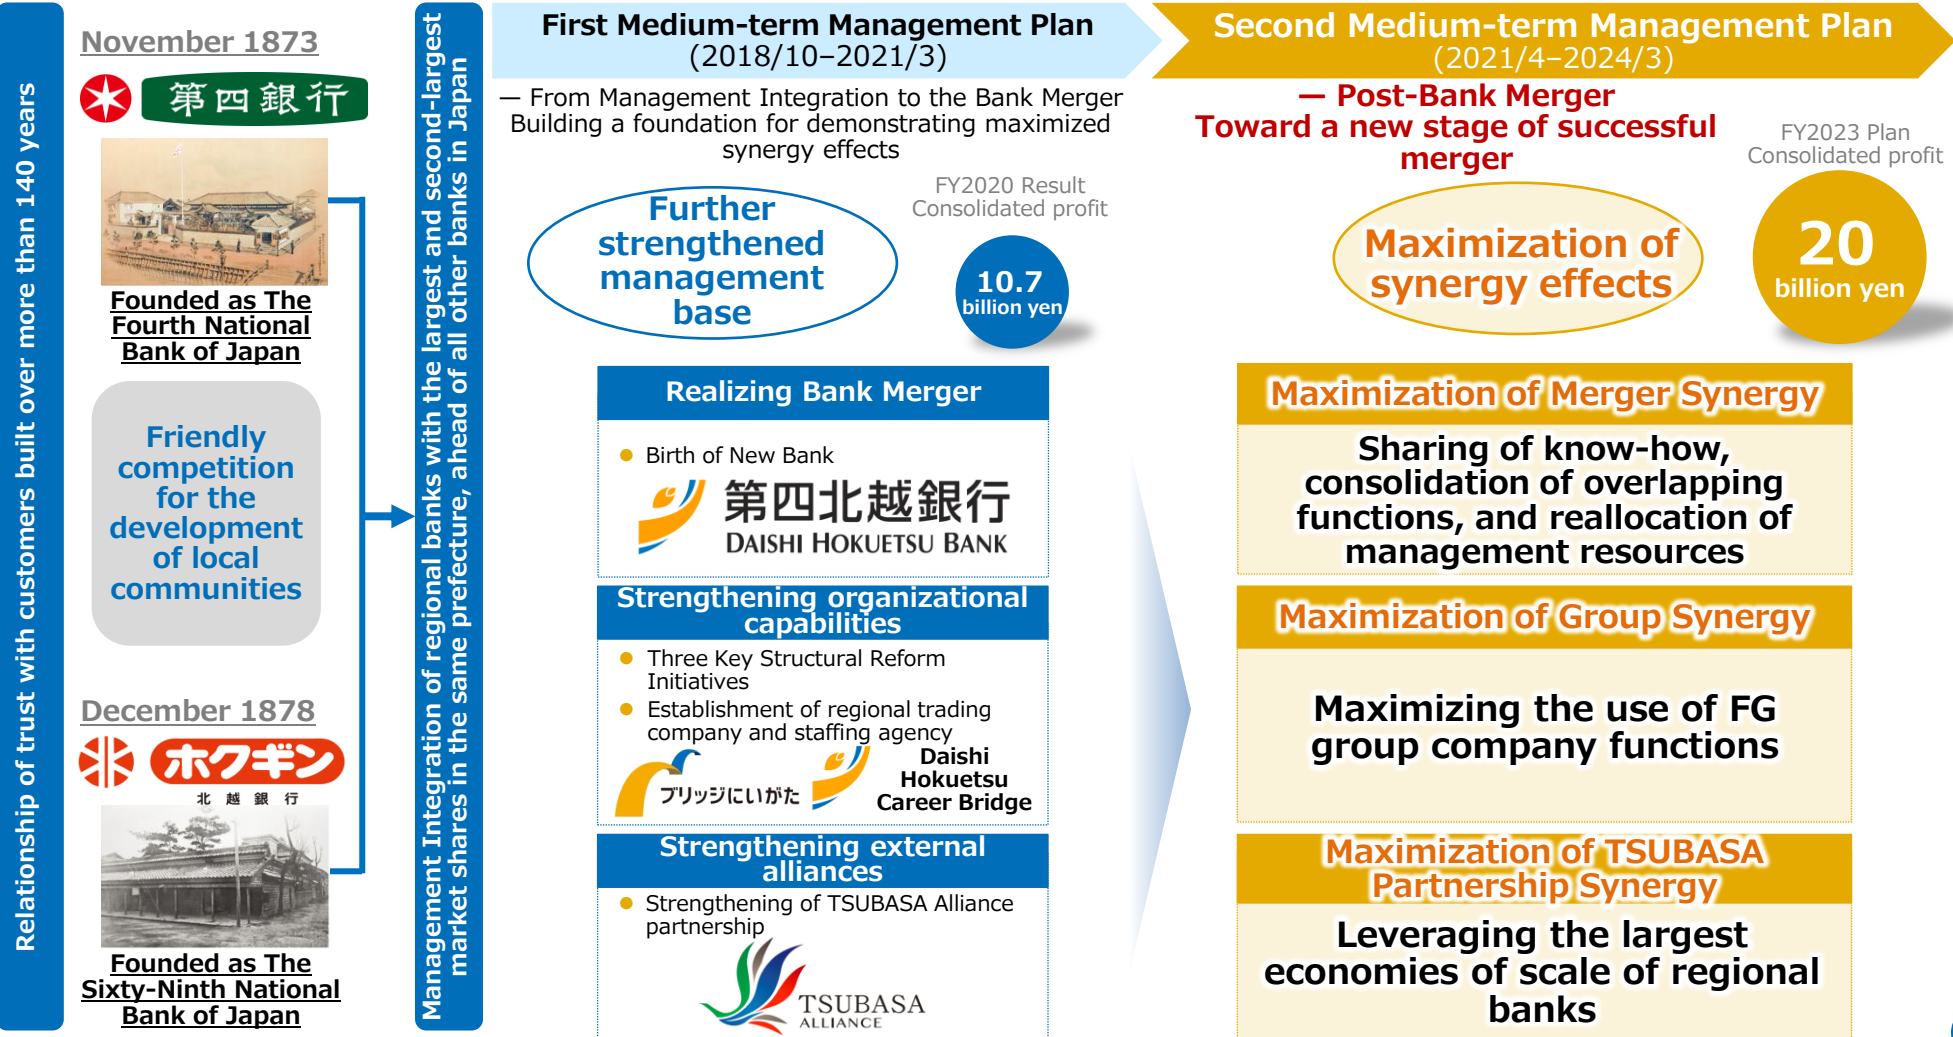 Relationship of trust with customers built over more than 140 years
November 1873
第四銀行
Founded as The
Fourth National
Bank of Japan
Friendly
competition
for the
development
of local
communities
December 1878
ホクギン
北越銀行
Founded as The
Sixty-Ninth National
Bank of Japan
Management Integration of regional banks with the largest and second-largest
market shares in the same prefecture, ahead of all other banks in Japan
First Medium-term Management Plan
(2018/10–2021/3)
— From Management Integration to the Bank Merger
Building a foundation for demonstrating maximized
synergy effects
Further
strengthened
management
base
FY2020 Result
Consolidated profit
10.7
billion yen
Realizing Bank Merger
● Birth of New Bank
第四北越銀行
DAISHI HOKUETSU BANK
Strengthening organizational
capabilities
● Three Key Structural Reform
Initiatives
● Establishment of regional trading
company and staffing agency
ブリッジにいがた
Daishi
Hokuetsu
Career Bridge
Strengthening external
alliances
● Strengthening of TSUBASA Alliance
partnership
TSUBASA
ALLIANCE
Second Medium-term Management Plan
(2021/4–2024/3)
— Post-Bank Merger
Toward a new stage of successful
merger
FY2023 Plan
Consolidated profit
Maximization of
synergy effects
20
billion yen
Maximization of Merger Synergy
Sharing of know-how,
consolidation of overlapping
functions, and reallocation of
management resources
Maximization of Group Synergy
Maximizing the use of FG
group company functions
Maximization of TSUBASA
Partnership Synergy
Leveraging the largest
economies of scale of regional
banks